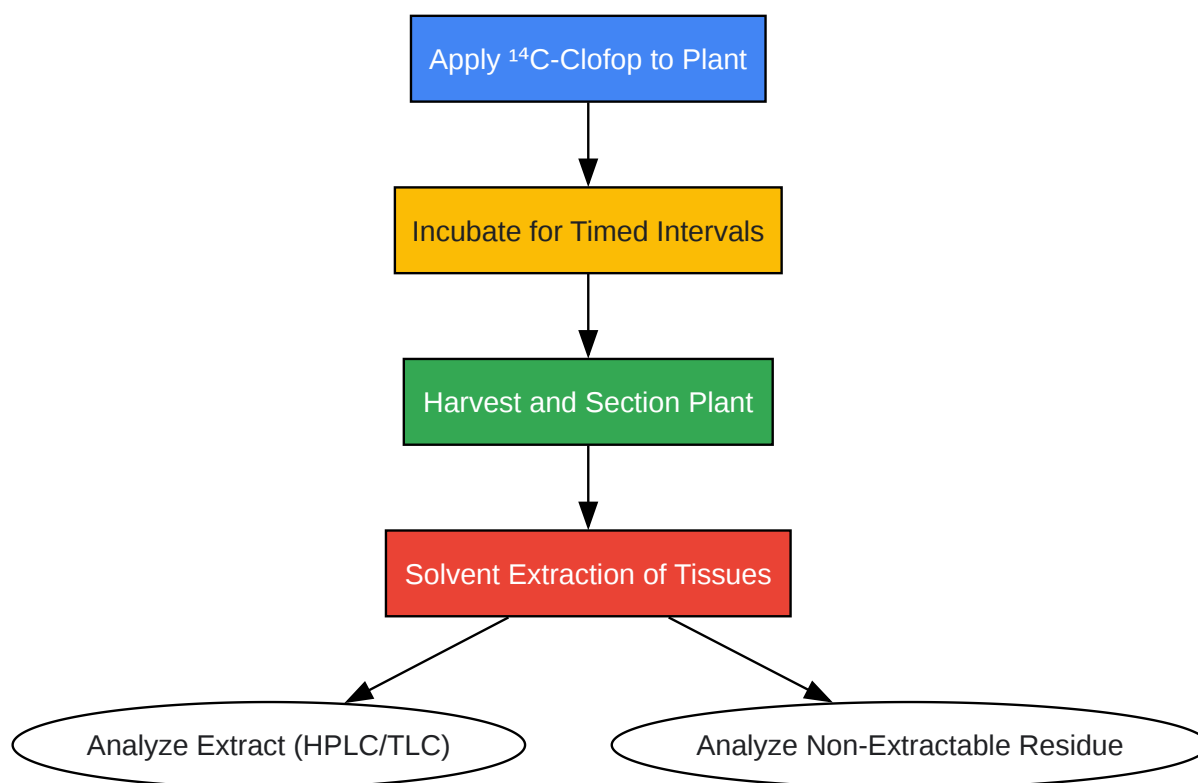 Apply ¹⁴C-Clofop to Plant
Incubate for Timed Intervals
Harvest and Section Plant
Solvent Extraction of Tissues
Analyze Extract (HPLC/TLC)
Analyze Non-Extractable Residue